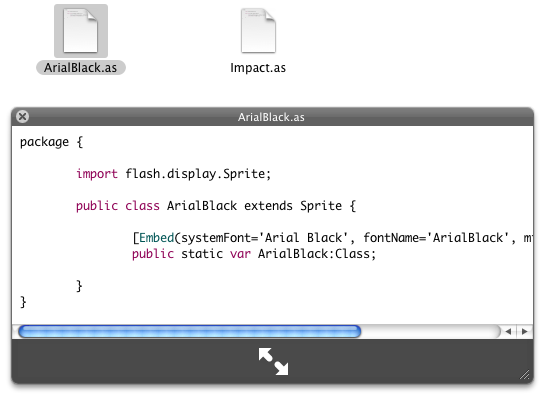 ArialBlack.as
Impact.as
ArialBlack.as
package {
import flash.display.Sprite;
public class ArialBlack extends Sprite {
[Embed(systemFont='Arial Black', fontName='ArialBlack',
public static var ArialBlack:Class;
}
}